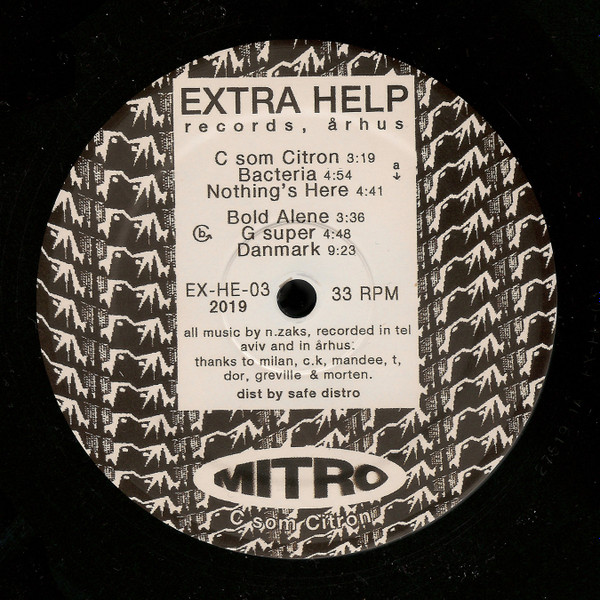 EXTRA HELP
records, århus
C som Citron 3:19
a
Bacteria 4:54
Nothing's Here 4:41
Bold Alene 3:36
b. G super 4:48
Danmark 9:23
EX-HE-03 33 RPM
2019
all music by n.zaks, recorded in tel
aviv and in århus.
thanks to milan, c.k, mandee, t,
dor, greville & morten.
dist by safe distro
MITRO
C som Citron